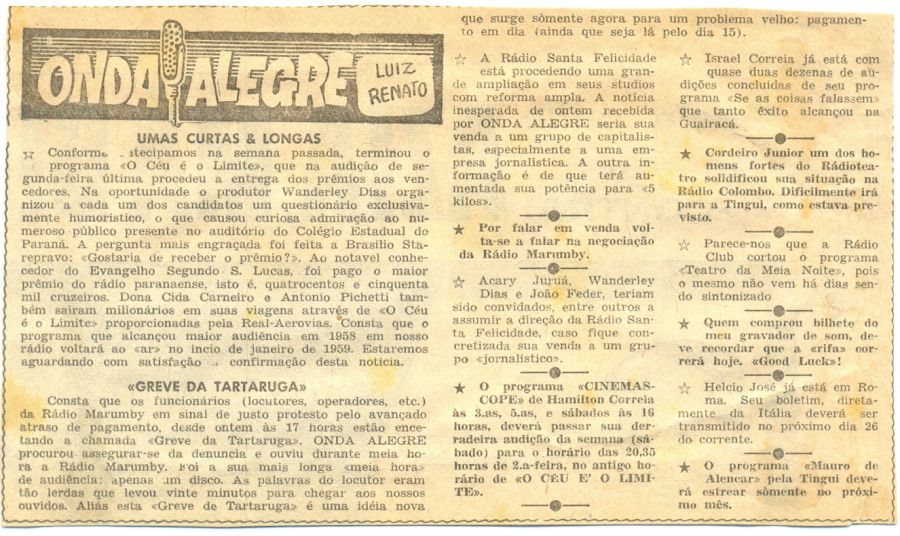 ONDA ALEGRE
LUIZ
RENATO
UMAS CURTAS & LONGAS
☆ Conforme tecipamos na semana passada, terminou o
programa «O Céu é o Limite», que na audição de se-
gunda-feira última procedeu a entrega dos prêmios aos ven-
cedores. Na oportunidade o produtor Wanderley Dias orga-
nizou a cada um dos candidatos um questionário exclusiva-
mente humoristico, o que causou curiosa admiração ao nu-
meroso público presente no auditório do Colégio Estadual do
Paraná. A pergunta mais engraçada foi feita a Brasilio Sta-
repravo: «Gostaria de receber o prêmio?». Ao notavel conhe-
cedor do Evangelho Segundo S. Lucas, foi pago o maior
prêmio do rádio paranaense, isto é, quatrocentos e cinquenta
mil cruzeiros. Dona Cida Carneiro e Antonio Pichetti tam-
bém sairam milionários em suas viagens através de «O Céu
é o Limite» proporcionadas pela Real-Aerovias. Consta que o
programa que alcançou maior audiência em 1958 em nosso
rádio voltará ao «ar» no incio de janeiro de 1959. Estaremos
aguardando com satisfação confirmação desta noticia.
«GREVE DA TARTARUGA»
Consta que os funcionários (locutores, operadores, etc.)
da Rádio Marumby em sinal de justo protesto pelo avançado
atraso de pagamento, desde ontem às 17 horas estão ence-
tando a chamada «Greve da Tartaruga». ONDA ALEGRE
procurou assegurar-se da denuncia e ouviu durante meia ho-
ra a Rádio Marumby. Foi a sua mais longa «meia hora»
de audiência: apenas um disco. As palavras do locutor eram
tão lerdas que levou vinte minutos para chegar aos nossos
ouvidos. Aliás esta «Greve de Tartaruga» é uma idéia nova
que surge sòmente agora para um problema velho: pagamen-
to em dia (ainda que seja lá pelo dia 15).
☆ A Rádio Santa Felicidade
está procedendo uma gran-
de ampliação em seus studios
com reforma ampla. A noticia
inesperada de ontem recebida
por ONDA ALEGRE seria sua
venda a um grupo de capitalis-
tas, especialmente a uma em-
presa jornalistica. A outra in-
formação é de que terá au-
mentada sua potência para «5
kilos».
★ Por falar em venda vol-
ta-se a falar na negociação
da Rádio Marumby.
☆ Acary Juruá, Wanderley
Dias e João Feder, teriam
sido convidados, entre outros a
assumir a direção da Rádio San-
ta Felicidade, caso fique con-
cretizada sua venda a um gru-
po «jornalistico».
★ O programa «CINEMAS-
COPE» de Hamilton Correia
às 3.as, 5.as, e sábados às 16
horas, deverá passar sua der-
radeira audição da semana (sá-
bado) para o horário das 20,35
horas de 2.a-feira, no antigo ho-
rário de «O CÉU E' O LIMI-
TE».
☆ Israel Correia já está com
quase duas dezenas de au-
dições concluidas de seu pro-
grama «Se as coisas falassem»
que tanto êxito alcançou na
Guairacá.
★ Cordeiro Junior um dos ho-
mens fortes do Rádiotea-
tro solidificou sua situação na
Rádio Colombo. Dificilmente irá
para a Tingui, como estava pre-
visto.
☆ Parece-nos que a Rádio
Club cortou o programa
«Teatro da Meia Noite», pois
o mesmo não vem há dias sen-
do sintonizado
★ Quem comprou bilhete do
meu gravador de som, de-
ve recordar que a «rifa» cor-
rerá hoje. «Good Luck»!
☆ Helcio José já está em Ro-
ma. Seu boletim, direta-
mente da Itália deverá ser
transmitido no próximo dia 26
do corrente.
★ O programa «Mauro de
Alencar» pela Tingui deve-
rá estrear sòmente no próxi-
mo mês.